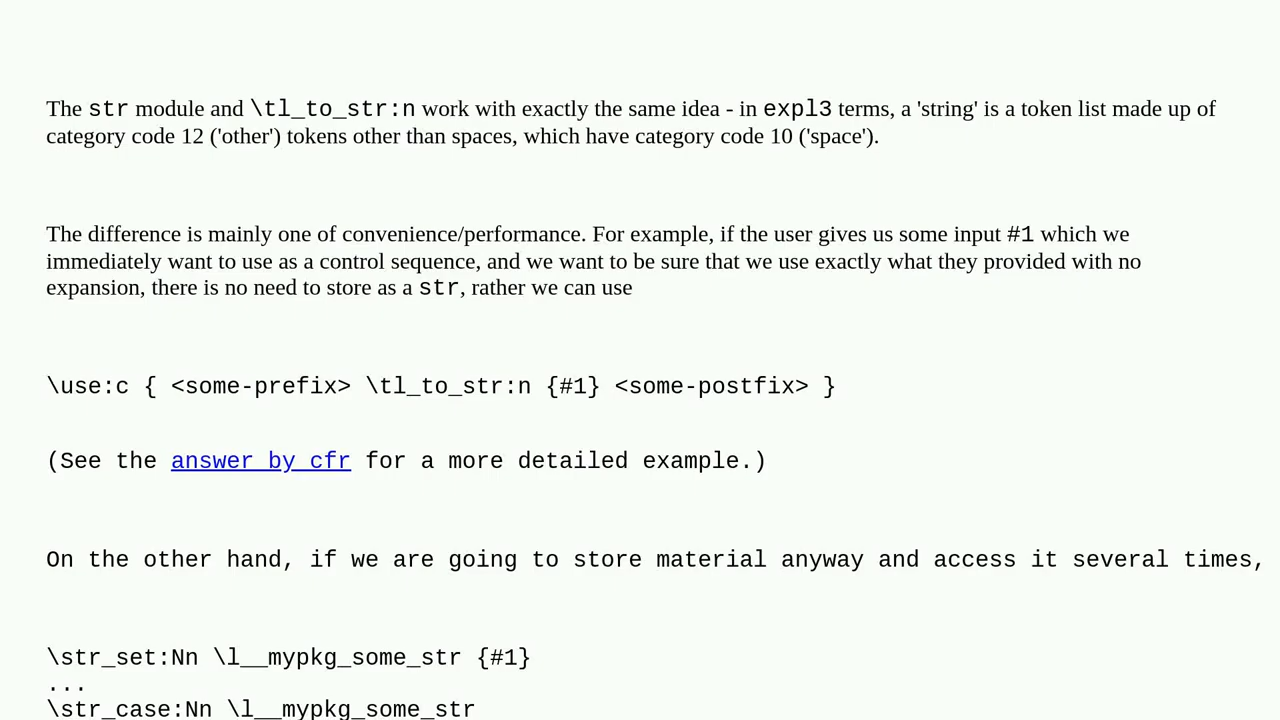 The str module and \tl_to_str:n work with exactly the same idea - in expl3 terms, a 'string' is a token list made up of
category code 12 ('other') tokens other than spaces, which have category code 10 ('space').
The difference is mainly one of convenience/performance. For example, if the user gives us some input #1 which we
immediately want to use as a control sequence, and we want to be sure that we use exactly what they provided with no
expansion, there is no need to store as a str, rather we can use
\use:c { <some-prefix> \tl_to_str:n {#1} <some-postfix> }
(See the answer by cfr for a more detailed example.)
On the other hand, if we are going to store material anyway and access it several times,
\str_set:Nn \l__mypkg_some_str {#1}
...
\str_case:Nn \l__mypkg_some_str